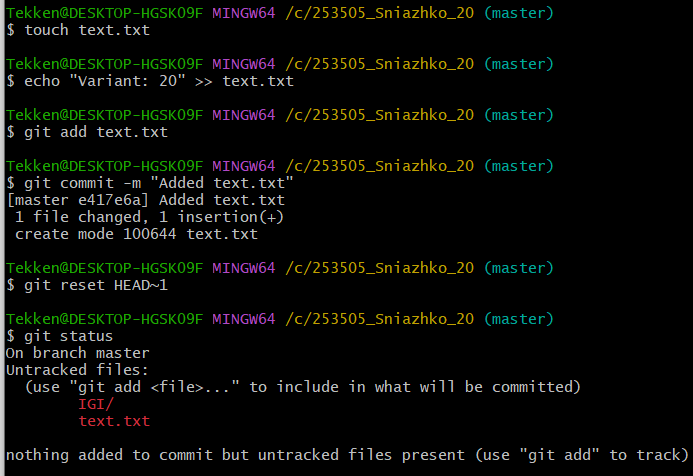 Tekken@DESKTOP-HGSK09F MINGW64 /c/253505_Sniazhko_20 (master)
$ touch text.txt
Tekken@DESKTOP-HGSK09F MINGW64 /c/253505_Sniazhko_20 (master)
$ echo "Variant: 20" >> text.txt
Tekken@DESKTOP-HGSK09F MINGW64 /c/253505_Sniazhko_20 (master)
$ git add text.txt
Tekken@DESKTOP-HGSK09F MINGW64 /c/253505_Sniazhko_20 (master)
$ git commit -m "Added text.txt"
[master e417e6a] Added text.txt
 1 file changed, 1 insertion(+)
 create mode 100644 text.txt
Tekken@DESKTOP-HGSK09F MINGW64 /c/253505_Sniazhko_20 (master)
$ git reset HEAD~1
Tekken@DESKTOP-HGSK09F MINGW64 /c/253505_Sniazhko_20 (master)
$ git status
On branch master
Untracked files:
  (use "git add <file>..." to include in what will be committed)
        IGI/
        text.txt
nothing added to commit but untracked files present (use "git add" to track)